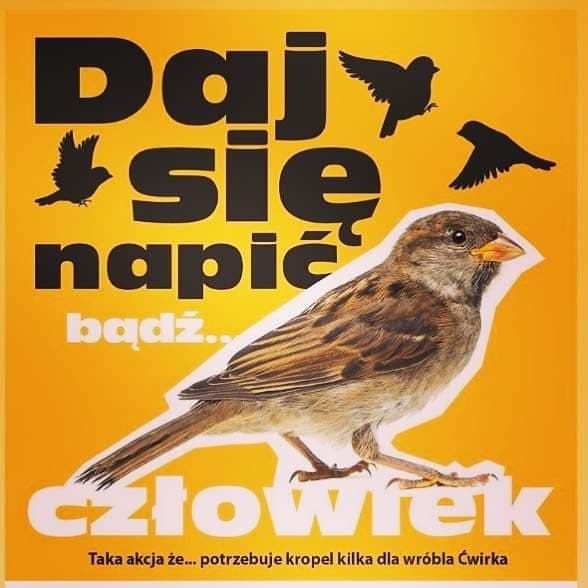 Daj
się
napić
bądź..
człowiek
Taka akcja że... potrzebuje kropel kilka dla wróbla Ćwirka